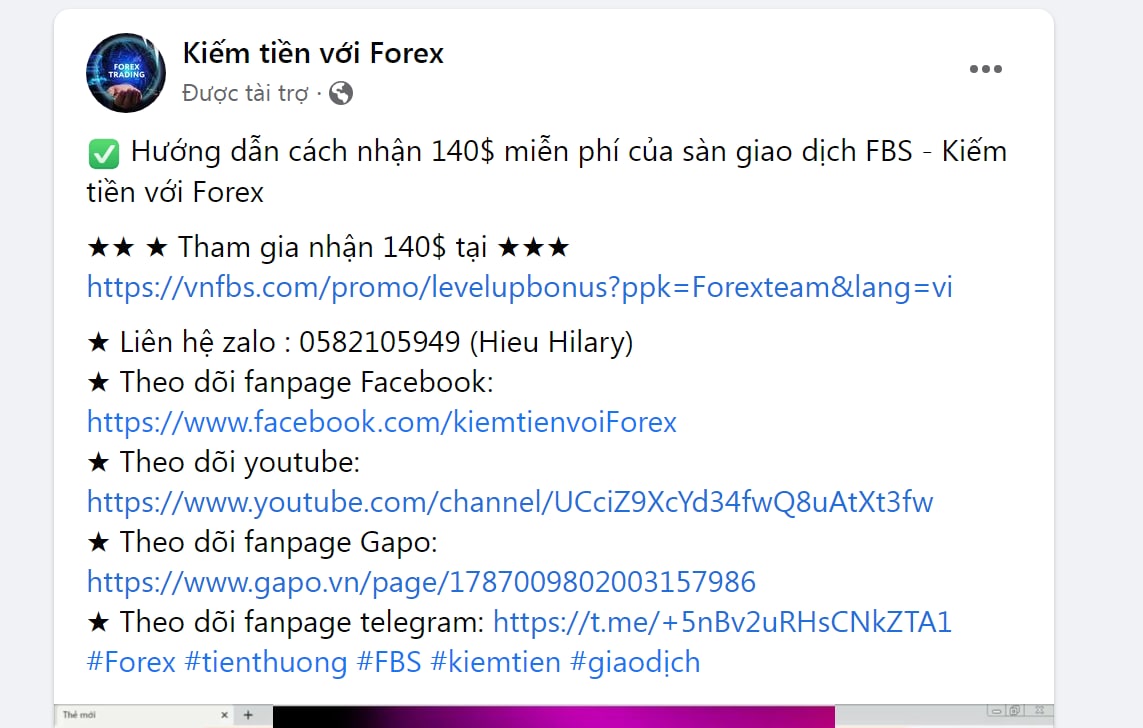 FOREX
TRADING
Kiếm tiền với Forex
Được tài trợ ·
✅ Hướng dẫn cách nhận 140$ miễn phí của sàn giao dịch FBS - Kiếm
tiền với Forex
★★ ★ Tham gia nhận 140$ tại ★★★
https://vnfbs.com/promo/levelupbonus?ppk=Forexteam&lang=vi
★ Liên hệ zalo : 0582105949 (Hieu Hilary)
★ Theo dõi fanpage Facebook:
https://www.facebook.com/kiemtienvoiForex
★ Theo dõi youtube:
https://www.youtube.com/channel/UCciZ9XcYd34fwQ8uAtXt3fw
★ Theo dõi fanpage Gapo:
https://www.gapo.vn/page/1787009802003157986
★ Theo dõi fanpage telegram: https://t.me/+5nBv2uRHsCNkZTA1
#Forex #tienthuong #FBS #kiemtien #giaodịch
Thẻ mới